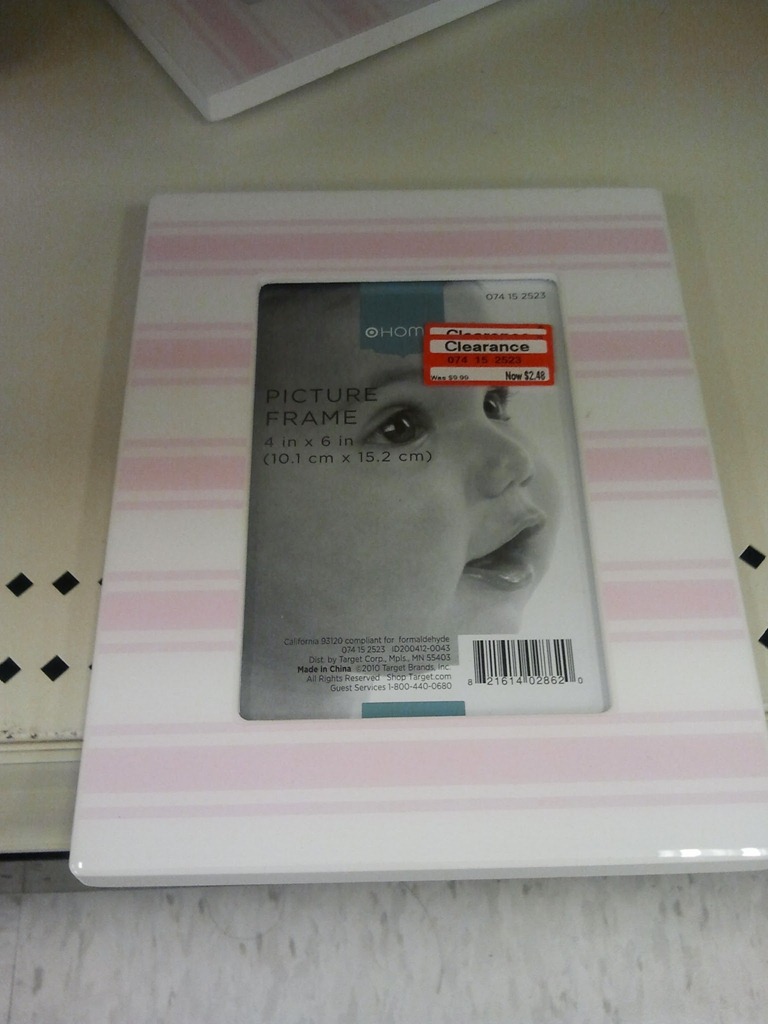 074 15 2523
HOM
Clearance
Clearance
074 15 2523
Was $9.99 Now $2.48
PICTURE
FRAME
4 in x 6 in
(10.1 cm x 15.2 cm)
California 93120 compliant for formaldehyde
074 15 2523 ID200412-0043
Dist. by Target Corp., Mpls., MN 55403
Made in China ©2010 Target Brands, Inc.
All Rights Reserved Shop Target.com
Guest Services 1-800-440-0680
8 21614 02862 0